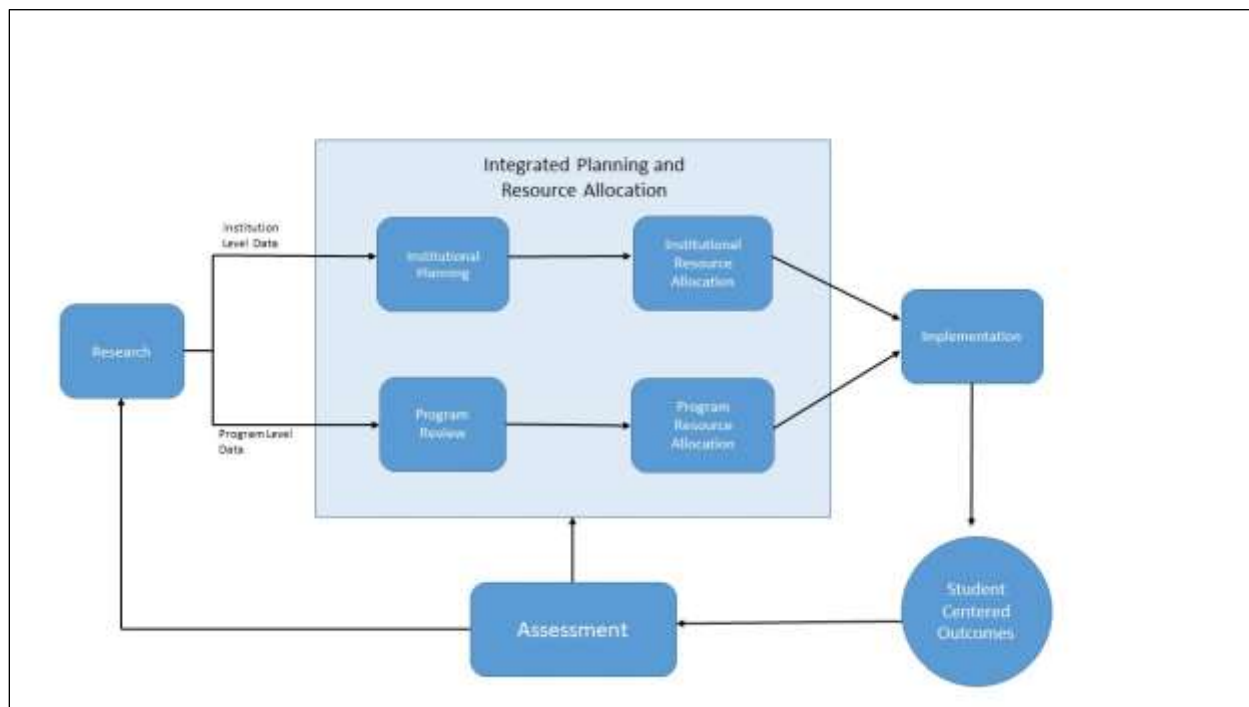 Integrated Planning and
Resource Allocation
Institution
Level Data
Institutional
Planning
Institutional
Resource
Allocation
Research
Implementation
Program Level
Data
Program
Review
Program
Resource
Allocation
Assessment
Student
Centered
Outcomes